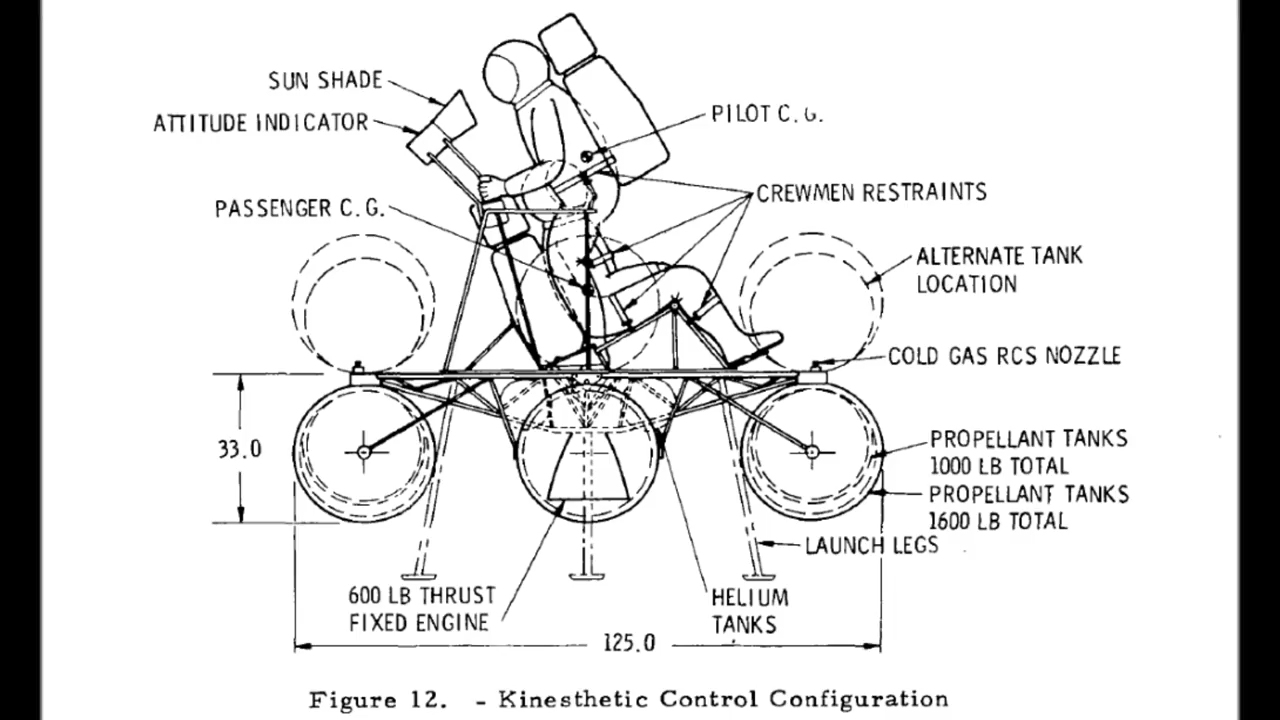 SUN SHADE
ATTITUDE INDICATOR
PILOT C.G.
CREWMEN RESTRAINTS
PASSENGER C.G.
ALTERNATE TANK
LOCATION
COLD GAS RCS NOZZLE
33.0
PROPELLANT TANKS
1000 LB TOTAL
PROPELLANT TANKS
1600 LB TOTAL
LAUNCH LEGS
600 LB THRUST
FIXED ENGINE
HELIUM
TANKS
125.0
Figure 12. - Kinesthetic Control Configuration